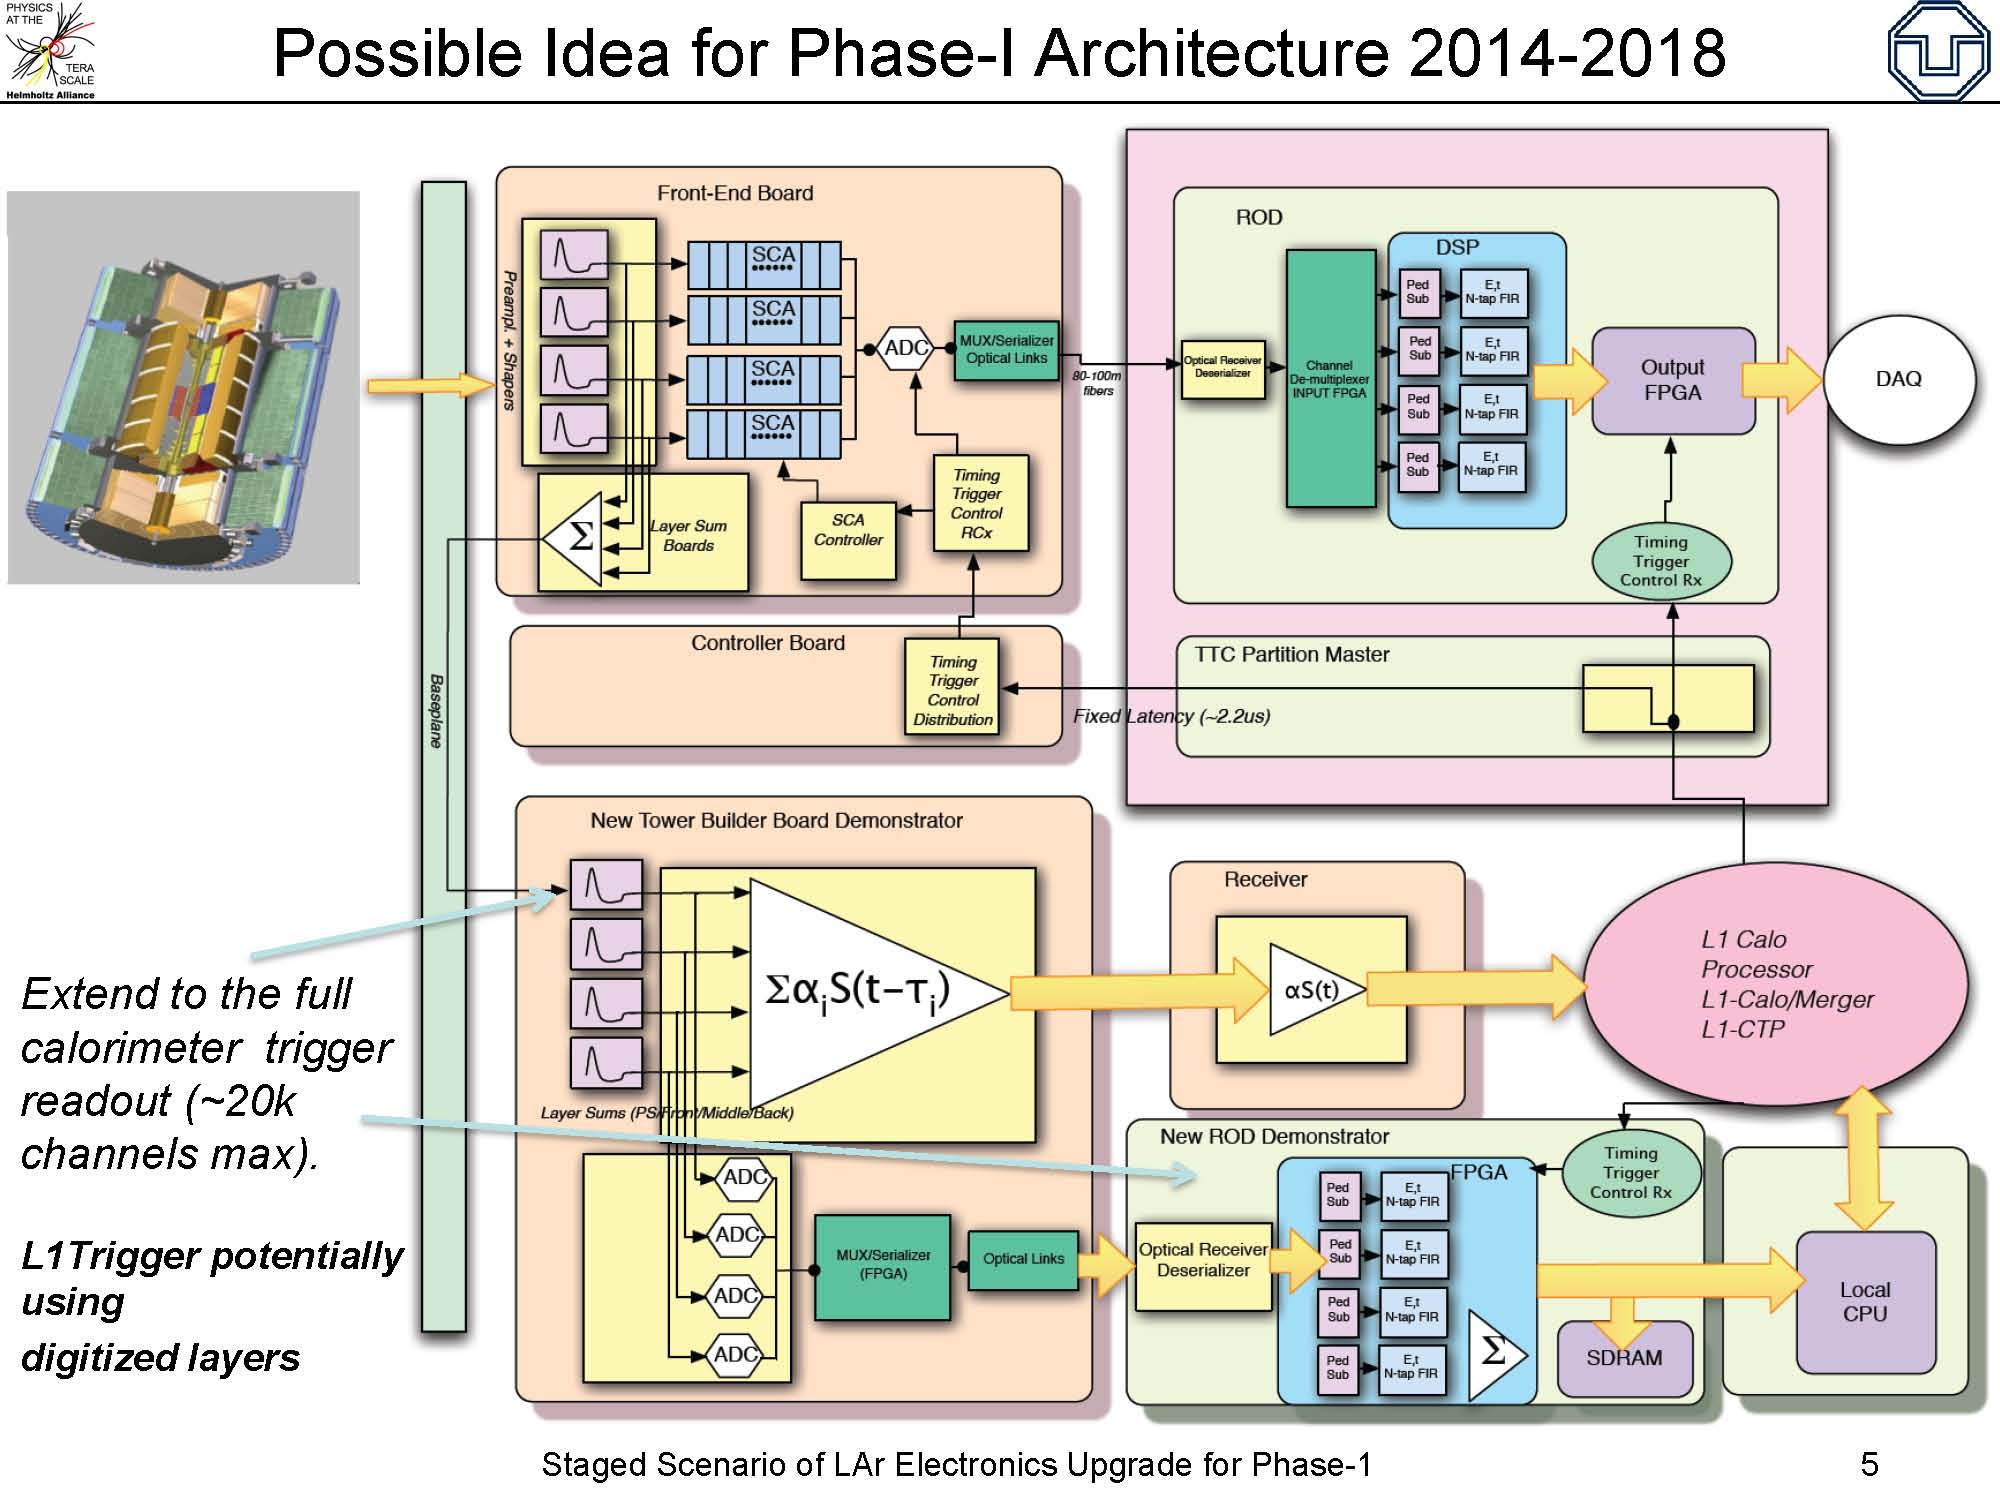 PHYSICS
AT THE
TERA
SCALE
Helmholtz Alliance
Possible Idea for Phase-I Architecture 2014-2018
Front-End Board
Preampl. + Shapers
SCA
SCA
SCA
SCA
ADC
MUX/Serializer
Optical Links
80-100m
fibers
Σ
Layer Sum
Boards
SCA
Controller
Timing
Trigger
Control
RCx
ROD
Optical Receiver
Deserializer
Channel
De-multiplexer
INPUT FPGA
DSP
Ped
Sub
E,t
N-tap FIR
Ped
Sub
E,t
N-tap FIR
Ped
Sub
E,t
N-tap FIR
Ped
Sub
E,t
N-tap FIR
Output
FPGA
DAQ
Timing
Trigger
Control Rx
Controller Board
Timing
Trigger
Control
Distribution
TTC Partition Master
Fixed Latency (~2.2us)
Baseplane
New Tower Builder Board Demonstrator
ΣαiS(t−τi)
Layer Sums (PS/Front/Middle/Back)
ADC
ADC
ADC
ADC
MUX/Serializer
(FPGA)
Optical Links
Receiver
αS(t)
L1 Calo
Processor
L1-Calo/Merger
L1-CTP
New ROD Demonstrator
Optical Receiver
Deserializer
FPGA
Ped
Sub
E,t
N-tap FIR
Ped
Sub
E,t
N-tap FIR
Ped
Sub
E,t
N-tap FIR
Ped
Sub
E,t
N-tap FIR
Σ
Timing
Trigger
Control Rx
SDRAM
Local
CPU
Extend to the full
calorimeter trigger
readout (~20k
channels max).
L1Trigger potentially
using
digitized layers
Staged Scenario of LAr Electronics Upgrade for Phase-1
5